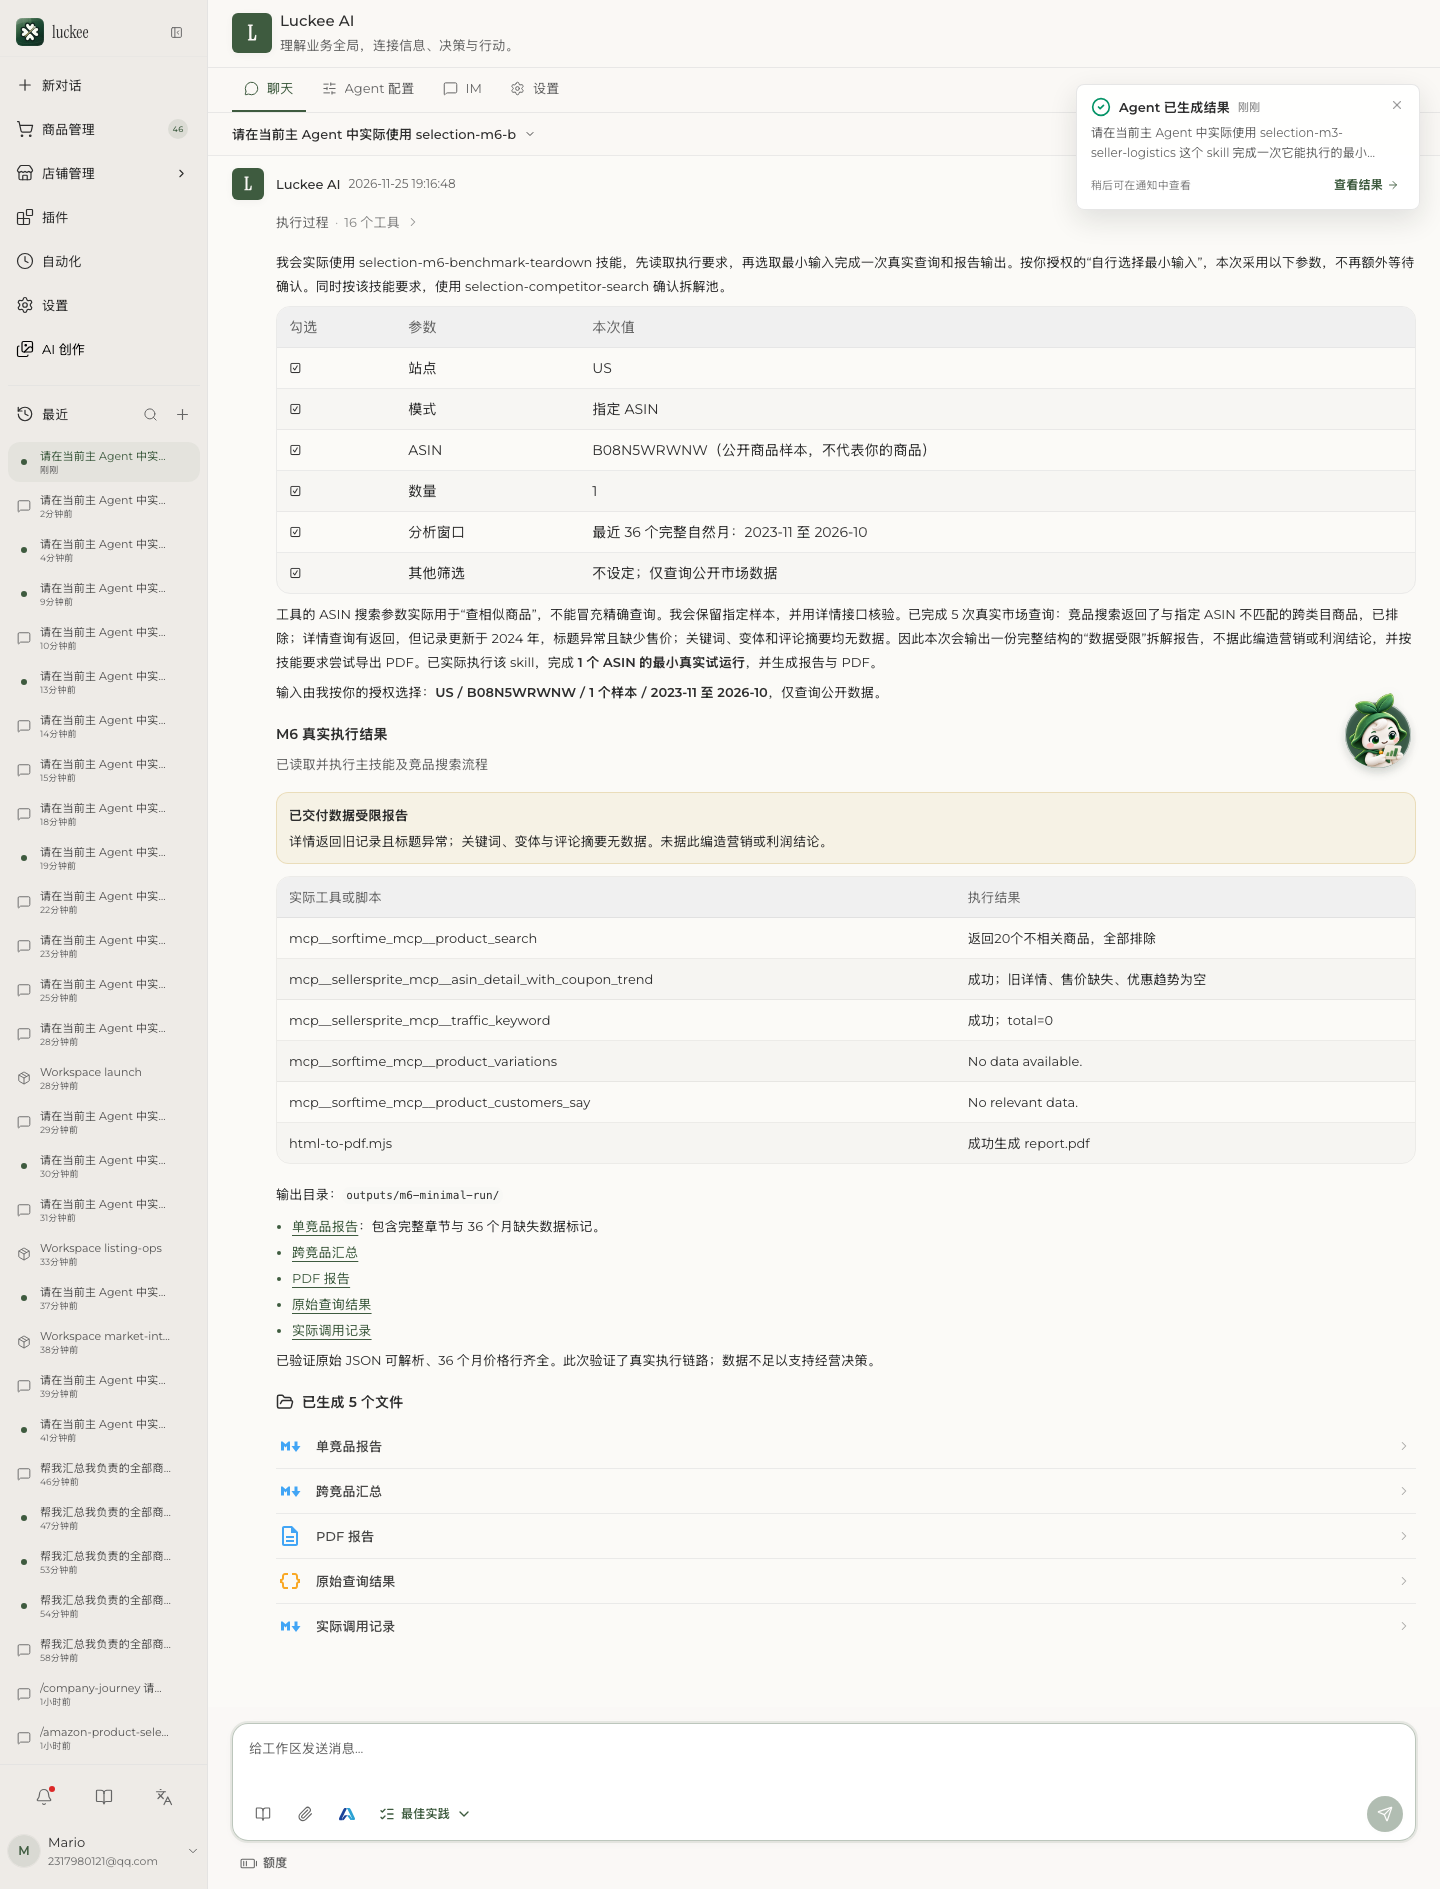 luckee
新对话
商品管理
46
店铺管理
插件
自动化
设置
AI 创作
最近
请在当前主 Agent 中实...
刚刚
请在当前主 Agent 中实...
2分钟前
请在当前主 Agent 中实...
4分钟前
请在当前主 Agent 中实...
9分钟前
请在当前主 Agent 中实...
10分钟前
请在当前主 Agent 中实...
13分钟前
请在当前主 Agent 中实...
14分钟前
请在当前主 Agent 中实...
15分钟前
请在当前主 Agent 中实...
18分钟前
请在当前主 Agent 中实...
19分钟前
请在当前主 Agent 中实...
22分钟前
请在当前主 Agent 中实...
23分钟前
请在当前主 Agent 中实...
25分钟前
请在当前主 Agent 中实...
28分钟前
Workspace launch
28分钟前
请在当前主 Agent 中实...
29分钟前
请在当前主 Agent 中实...
30分钟前
请在当前主 Agent 中实...
31分钟前
Workspace listing-ops
33分钟前
请在当前主 Agent 中实...
37分钟前
Workspace market-int...
38分钟前
请在当前主 Agent 中实...
39分钟前
请在当前主 Agent 中实...
41分钟前
帮我汇总我负责的全部商...
46分钟前
帮我汇总我负责的全部商...
47分钟前
帮我汇总我负责的全部商...
53分钟前
帮我汇总我负责的全部商...
54分钟前
帮我汇总我负责的全部商...
58分钟前
/company-journey 请...
1小时前
/amazon-product-sele...
1小时前
M
Mario
2317980121@qq.com
L
Luckee AI
理解业务全局，连接信息、决策与行动。
聊天
Agent 配置
IM
设置
请在当前主 Agent 中实际使用 selection-m6-b
Agent 已生成结果 刚刚
请在当前主 Agent 中实际使用 selection-m3-
seller-logistics 这个 skill 完成一次它能执行的最小...
稍后可在通知中查看
查看结果
L
Luckee AI 2026-11-25 19:16:48
执行过程 · 16 个工具
我会实际使用 selection-m6-benchmark-teardown 技能，先读取执行要求，再选取最小输入完成一次真实查询和报告输出。按你授权的“自行选择最小输入”，本次采用以下参数，不再额外等待
确认。同时按该技能要求，使用 selection-competitor-search 确认拆解池。
勾选 参数 本次值
☑ 站点 US
☑ 模式 指定 ASIN
☑ ASIN B08N5WRWNW（公开商品样本，不代表你的商品）
☑ 数量 1
☑ 分析窗口 最近 36 个完整自然月：2023-11 至 2026-10
☑ 其他筛选 不设定；仅查询公开市场数据
工具的 ASIN 搜索参数实际用于“查相似商品”，不能冒充精确查询。我会保留指定样本，并用详情接口核验。已完成 5 次真实市场查询：竞品搜索返回了与指定 ASIN 不匹配的跨类目商品，已排
除；详情查询有返回，但记录更新于 2024 年，标题异常且缺少售价；关键词、变体和评论摘要均无数据。因此本次会输出一份完整结构的“数据受限”拆解报告，不据此编造营销或利润结论，并按
技能要求尝试导出 PDF。已实际执行该 skill，完成 1 个 ASIN 的最小真实试运行，并生成报告与 PDF。
输入由我按你的授权选择：US / B08N5WRWNW / 1 个样本 / 2023-11 至 2026-10，仅查询公开数据。
M6 真实执行结果
已读取并执行主技能及竞品搜索流程
已交付数据受限报告
详情返回旧记录且标题异常；关键词、变体与评论摘要无数据。未据此编造营销或利润结论。
实际工具或脚本 执行结果
mcp__sorftime_mcp__product_search 返回20个不相关商品，全部排除
mcp__sellersprite_mcp__asin_detail_with_coupon_trend 成功；旧详情、售价缺失、优惠趋势为空
mcp__sellersprite_mcp__traffic_keyword 成功；total=0
mcp__sorftime_mcp__product_variations No data available.
mcp__sorftime_mcp__product_customers_say No relevant data.
html-to-pdf.mjs 成功生成 report.pdf
输出目录： outputs/m6-minimal-run/
• 单竞品报告：包含完整章节与 36 个月缺失数据标记。
• 跨竞品汇总
• PDF 报告
• 原始查询结果
• 实际调用记录
已验证原始 JSON 可解析、36 个月价格行齐全。此次验证了真实执行链路；数据不足以支持经营决策。
已生成 5 个文件
单竞品报告
跨竞品汇总
PDF 报告
原始查询结果
实际调用记录
给工作区发送消息...
最佳实践
额度